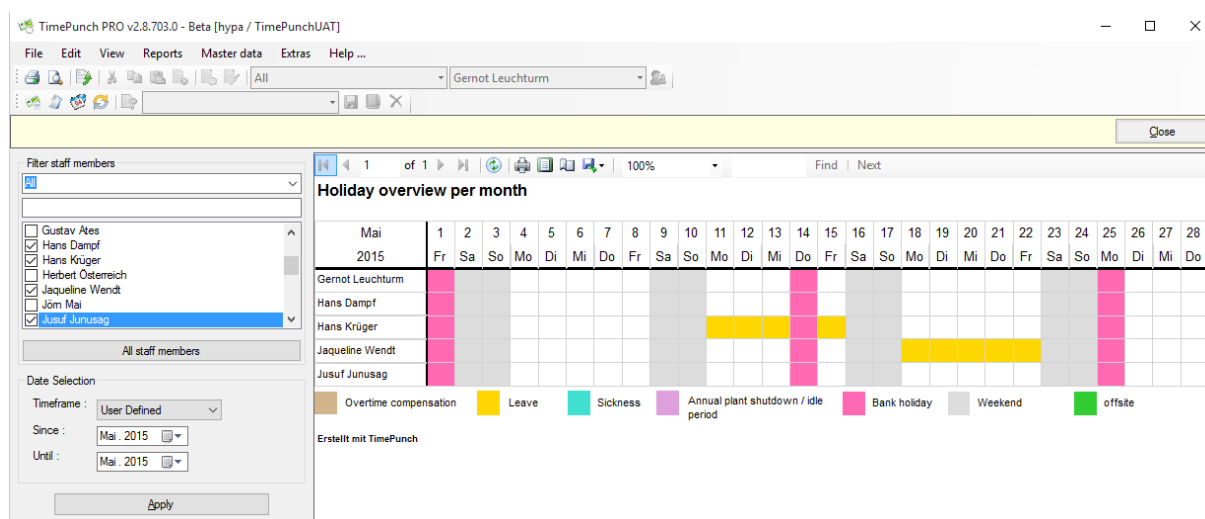 TimePunch PRO v2.8.703.0 - Beta [hypa / TimePunchUAT]
File Edit View Reports Master data Extras Help ...
All Gernot Leuchturm
Close
Filter staff members
All
Gustav Ates
Hans Dampf
Hans Krüger
Herbert Österreich
Jaqueline Wendt
Jörn Mai
Jusuf Junusag
All staff members
Date Selection
Timeframe : User Defined
Since : Mai . 2015
Until : Mai . 2015
Apply
1 of 1 100% Find | Next
Holiday overview per month
Mai 1 2 3 4 5 6 7 8 9 10 11 12 13 14 15 16 17 18 19 20 21 22 23 24 25 26 27 28
2015 Fr Sa So Mo Di Mi Do Fr Sa So Mo Di Mi Do Fr Sa So Mo Di Mi Do Fr Sa So Mo Di Mi Do
Gernot Leuchturm
Hans Dampf
Hans Krüger
Jaqueline Wendt
Jusuf Junusag
Overtime compensation Leave Sickness Annual plant shutdown / idle period Bank holiday Weekend offsite
Erstellt mit TimePunch